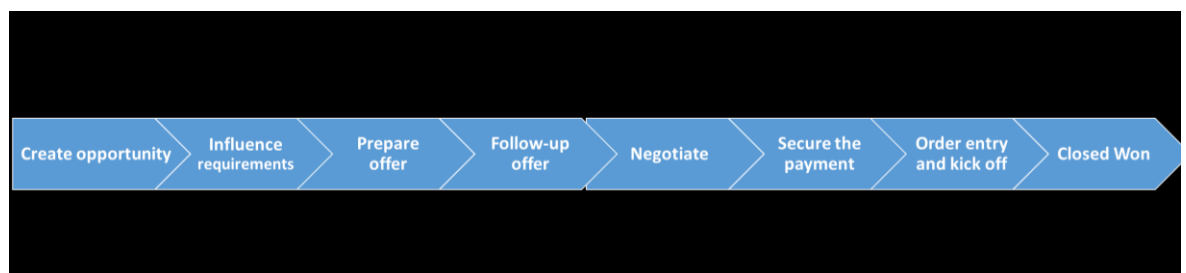 Create opportunity
Influence
requirements
Prepare
offer
Follow-up
offer
Negotiate
Secure the
payment
Order entry
and kick off
Closed Won